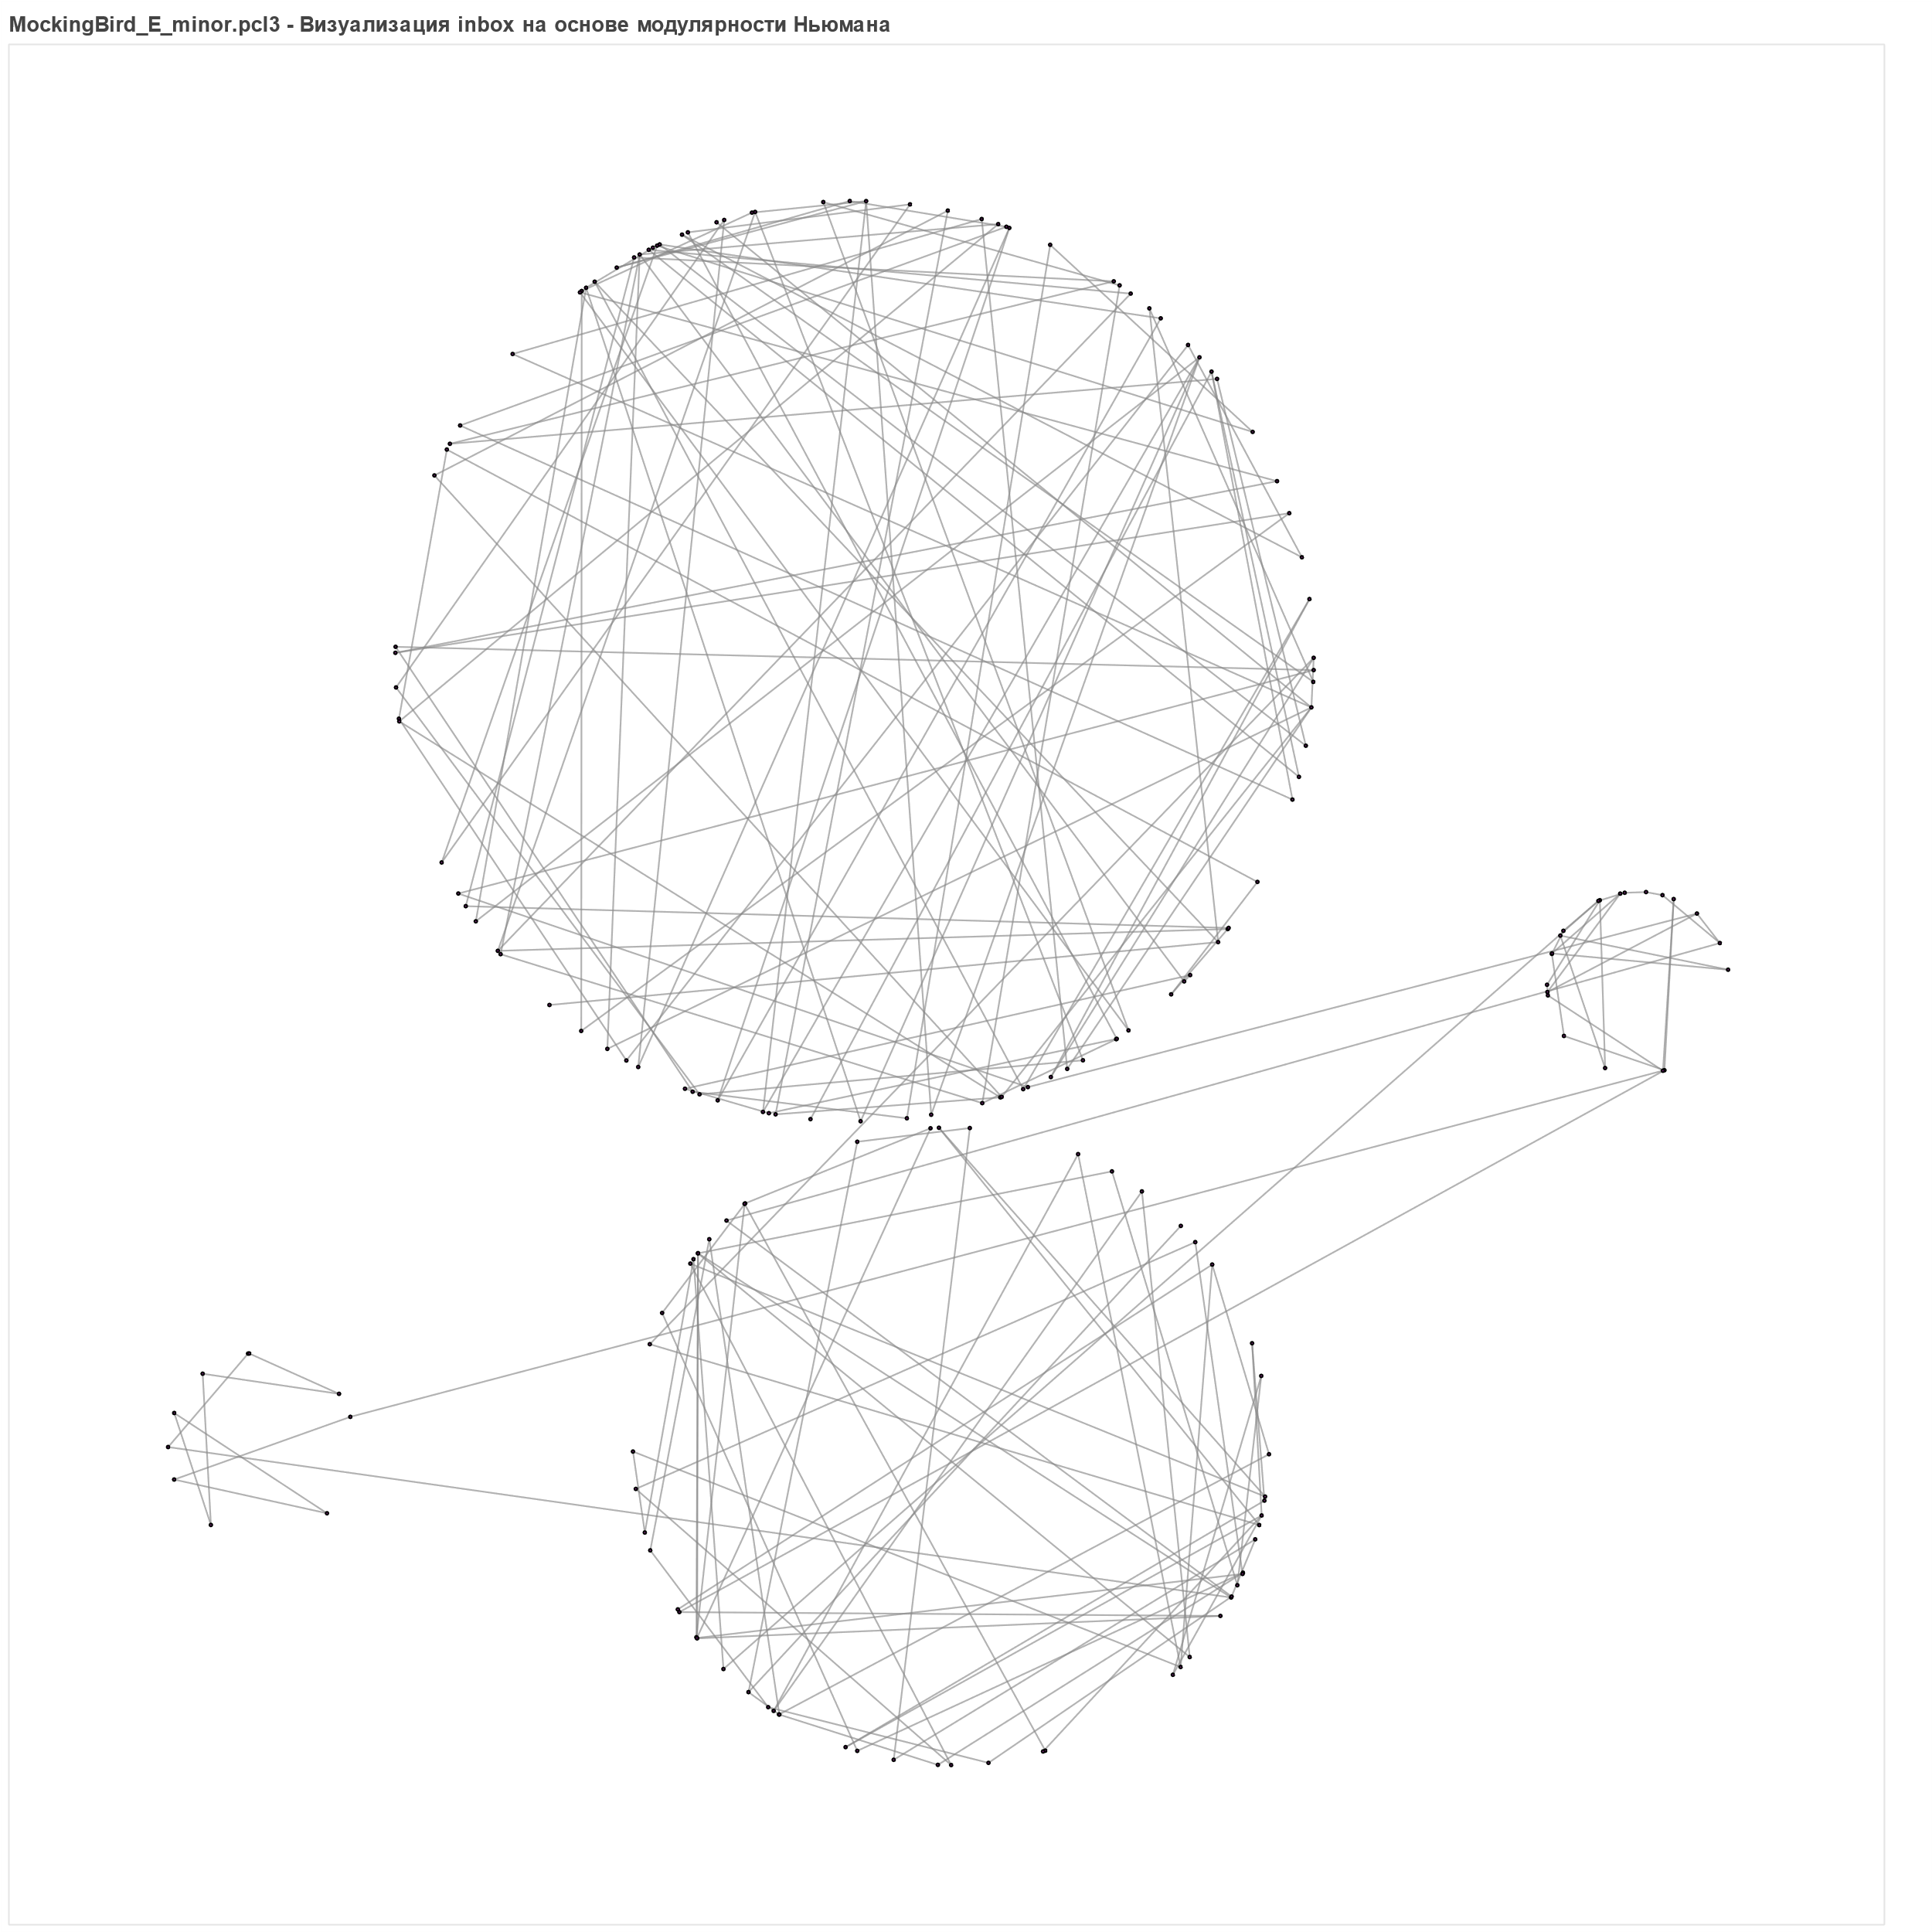 MockingBird_E_minor.pcl3 - Визуализация inbox на основе модулярности Ньюмана